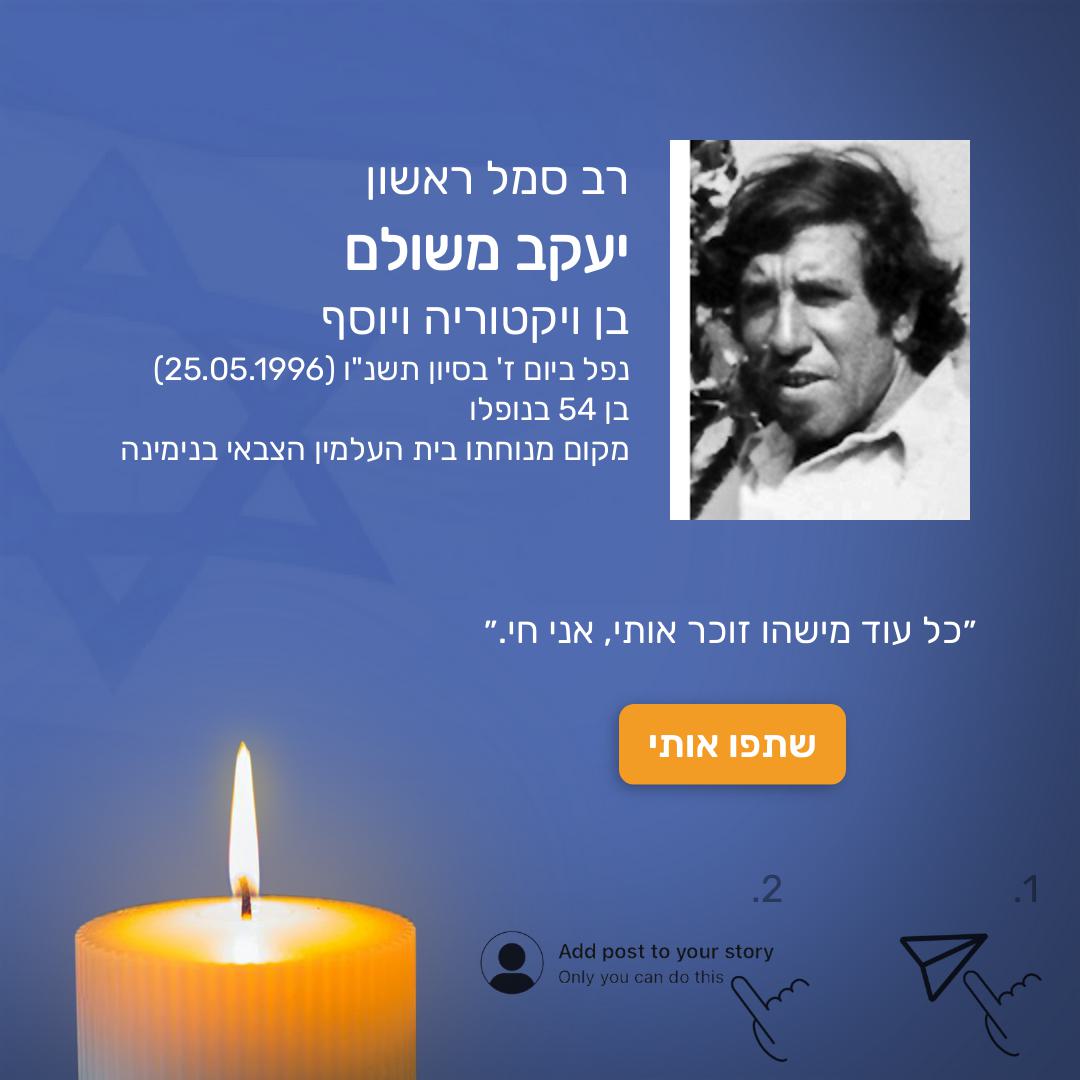 רב סמל ראשון
יעקב משולם
בן ויקטוריה ויוסף
נפל ביום ז' בסיון תשנ"ו (25.05.1996)
בן 54 בנופלו
מקום מנוחתו בית העלמין הצבאי בנימינה
״כל עוד מישהו זוכר אותי, אני חי.״
שתפו אותי
.1
.2
Add post to your story
Only you can do this